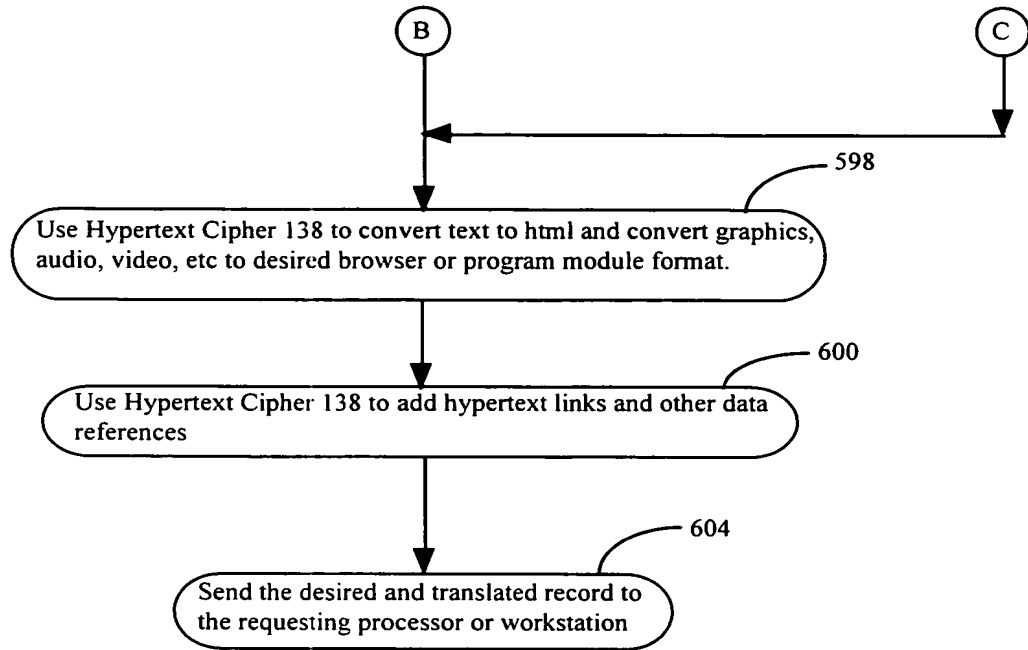 B
C
598
Use Hypertext Cipher 138 to convert text to html and convert graphics,
audio, video, etc to desired browser or program module format.
600
Use Hypertext Cipher 138 to add hypertext links and other data
references
604
Send the desired and translated record to
the requesting processor or workstation